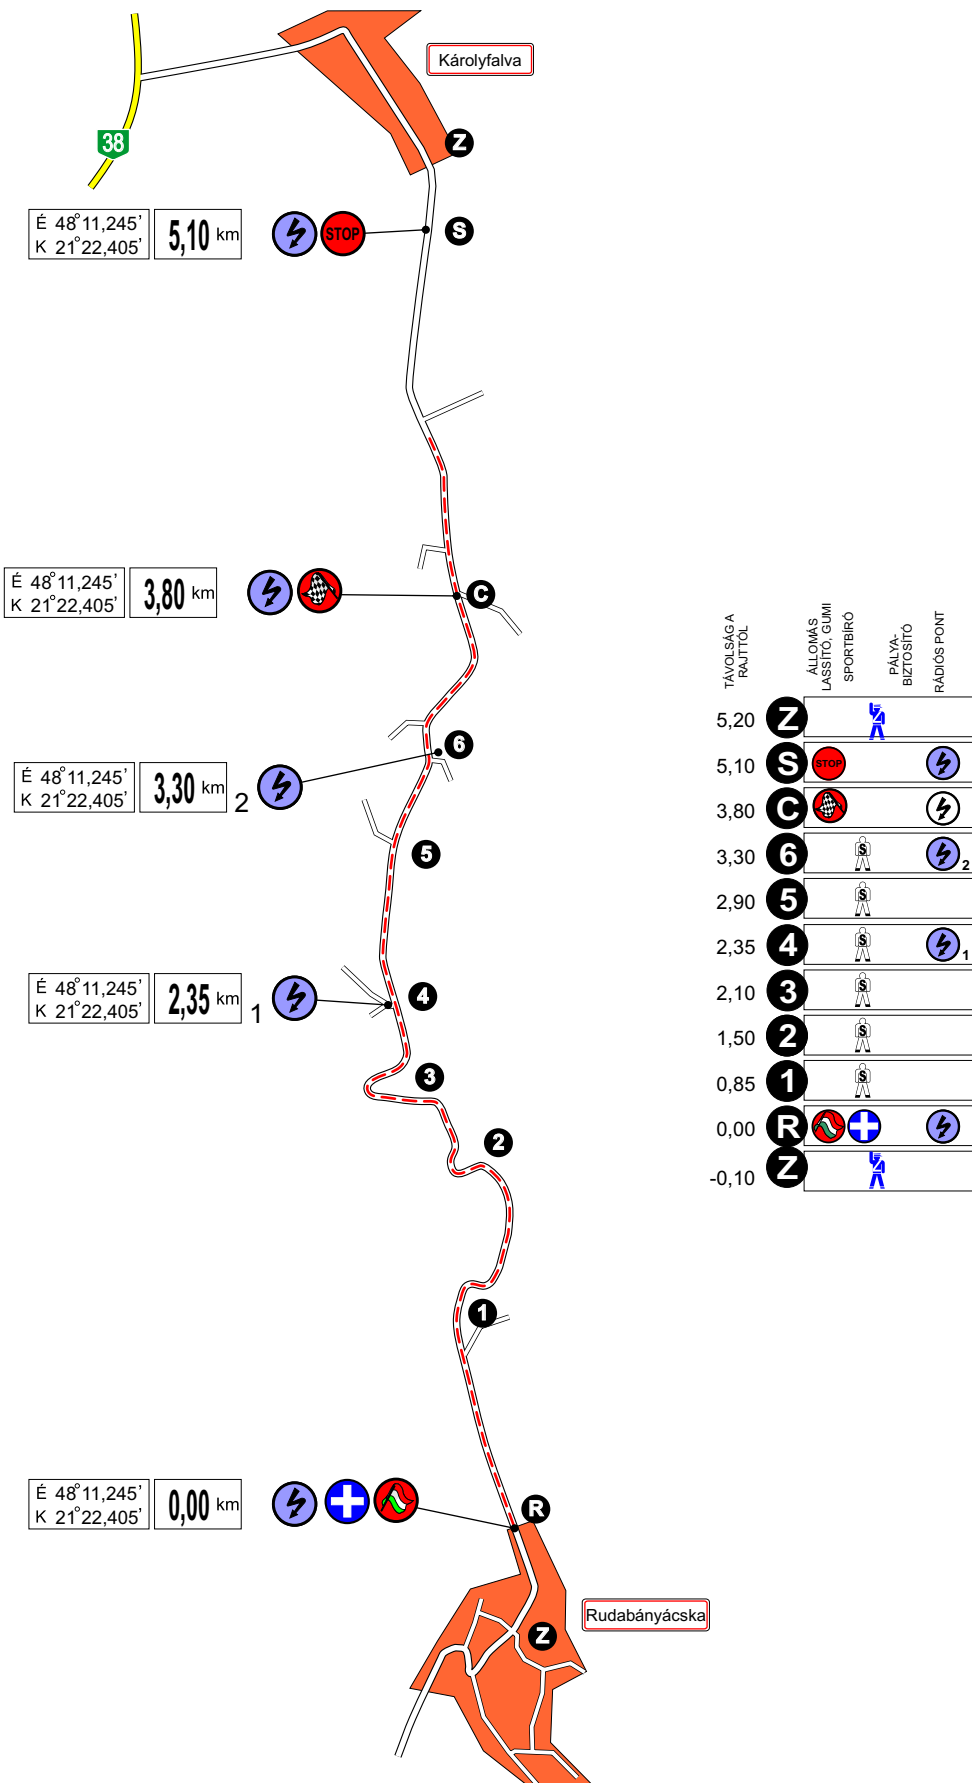 Károlyfalva
38
Z
É 48°11,245'
K 21°22,405'
5,10 km
STOP
S
É 48°11,245'
K 21°22,405'
3,80 km
C
6
É 48°11,245'
K 21°22,405'
3,30 km
2
5
É 48°11,245'
K 21°22,405'
2,35 km
1
4
3
2
1
É 48°11,245'
K 21°22,405'
0,00 km
R
Rudabányácska
Z
TÁVOLSÁG A
RAJTTÓL
ÁLLOMÁS
LASSÍTÓ, GUMI
SPORTBÍRÓ
PÁLYA-
BIZTOSÍTÓ
RÁDIÓS PONT
5,20 Z
5,10 S STOP
3,80 C
3,30 6 S 2
2,90 5 S
2,35 4 S 1
2,10 3 S
1,50 2 S
0,85 1 S
0,00 R
-0,10 Z